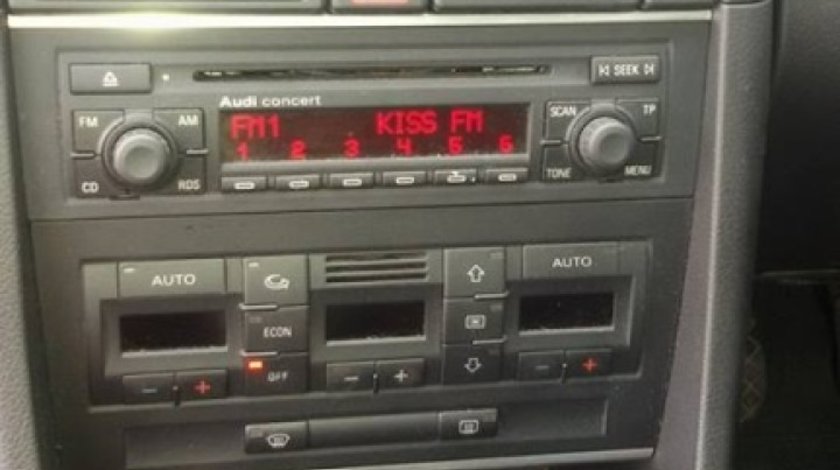 SEEK
Audi concert
FM AM
FM1 KISS FM
1 2 3 4 5 6
CD RDS
SCAN TP
TONE MENU
AUTO AUTO
ECON
OFF